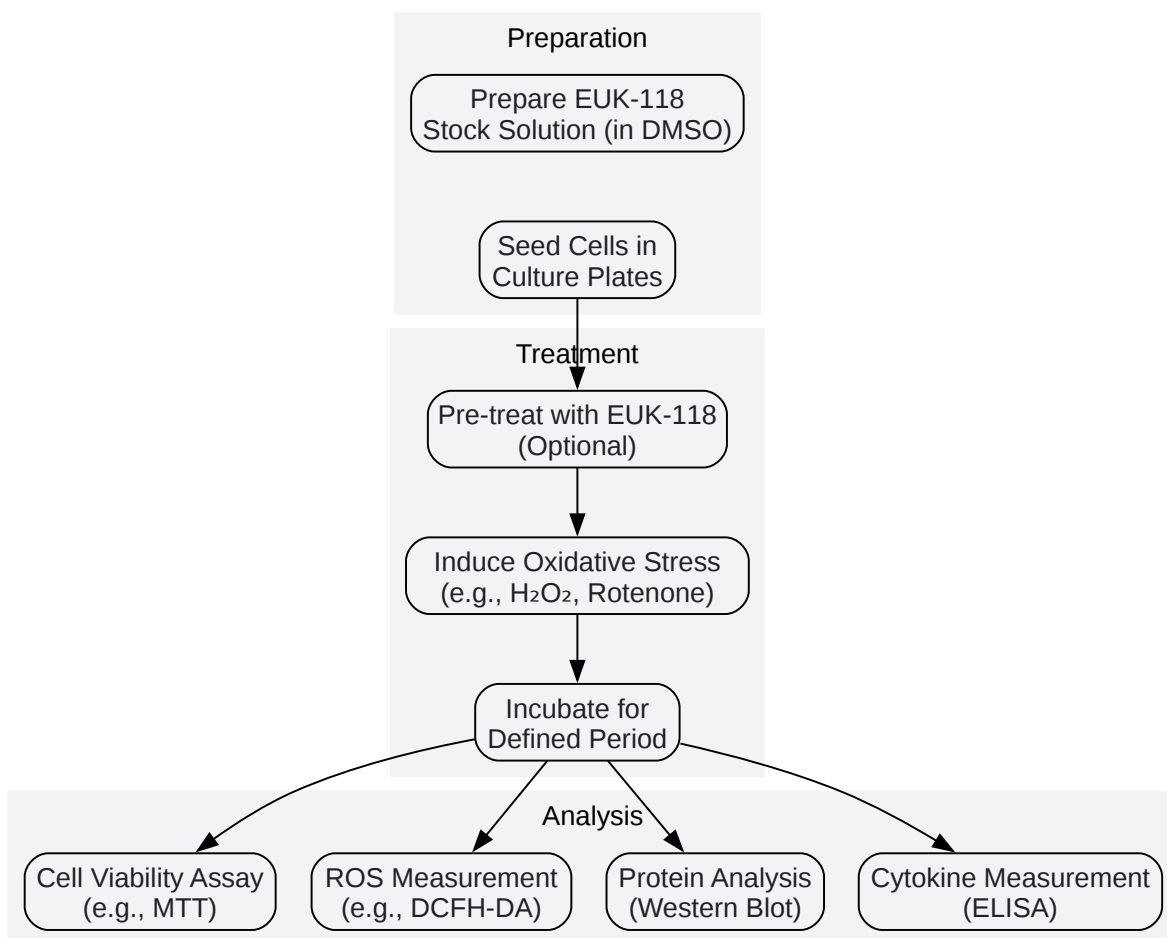 Preparation
Prepare EUK-118
Stock Solution (in DMSO)
Seed Cells in
Culture Plates
Treatment
Pre-treat with EUK-118
(Optional)
Induce Oxidative Stress
(e.g., H₂O₂, Rotenone)
Incubate for
Defined Period
Analysis
Cell Viability Assay
(e.g., MTT)
ROS Measurement
(e.g., DCFH-DA)
Protein Analysis
(Western Blot)
Cytokine Measurement
(ELISA)